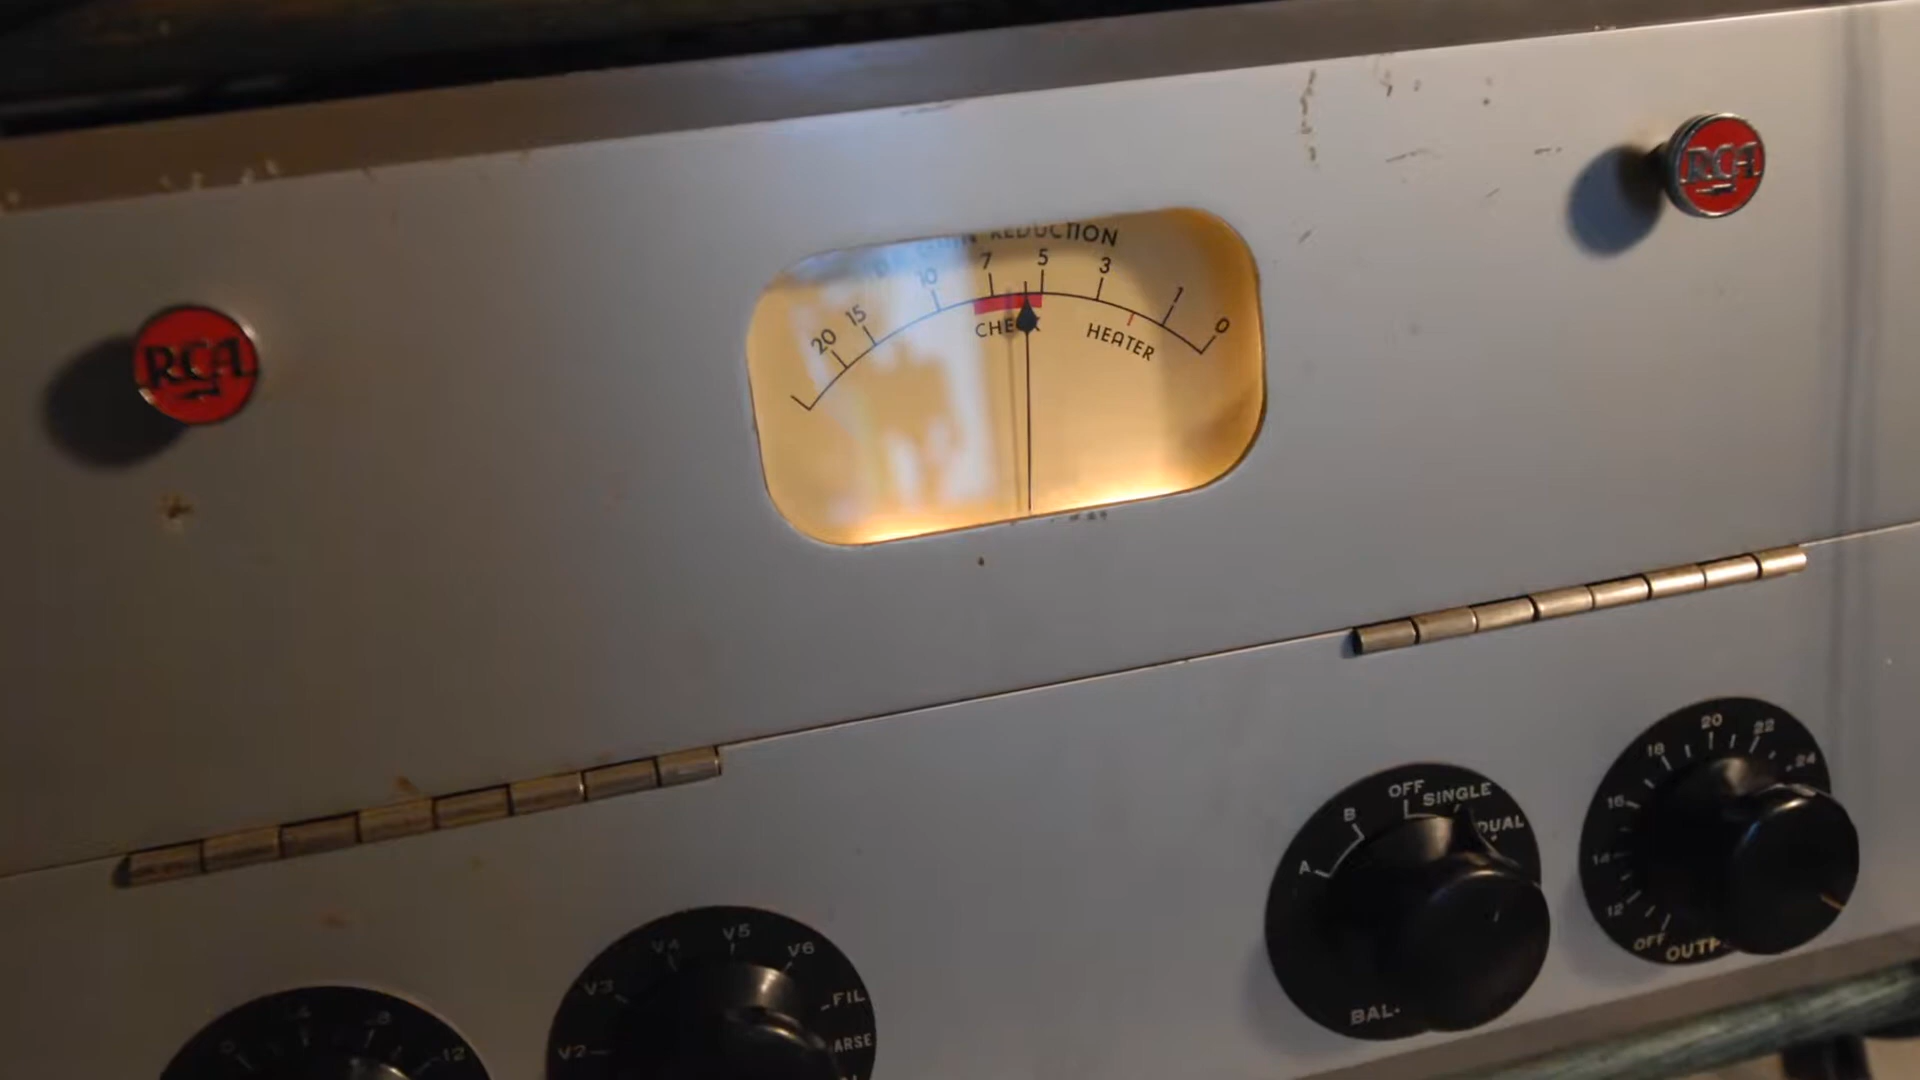 RCA
RCA
REDUCTION
20 15 10 7 5 3 1 0
CHECK
HEATER
A B OFF SINGLE DUAL
BAL.
OFF 12 14 16 18 20 22 24
V2 V3 V4 V5 V6 FIL
8 12